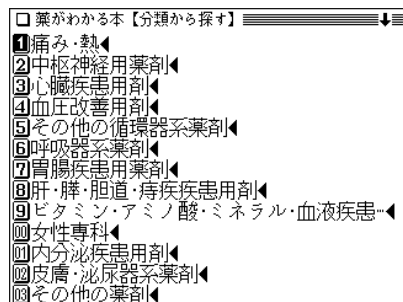 薬がわかる本【分類から探す】
1痛み・熱
2中枢神経用薬剤
3心臓疾患用剤
4血圧改善用剤
5その他の循環器系薬剤
6呼吸器系薬剤
7胃腸疾患用薬剤
8肝・膵・胆道・痔疾疾患用剤
9ビタミン・アミノ酸・ミネラル・血液疾患…
00女性専科
01内分泌疾患用剤
02皮膚・泌尿器系薬剤
03その他の薬剤